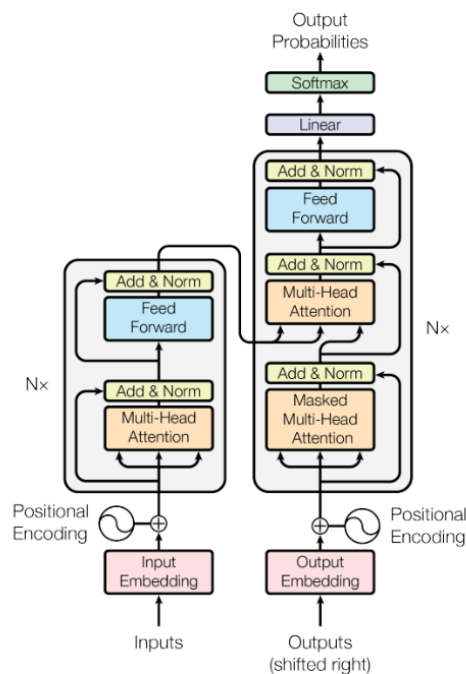 Output
Probabilities
Softmax
Linear
Add & Norm
Feed
Forward
Add & Norm
Multi-Head
Attention
Nx
Add & Norm
Masked
Multi-Head
Attention
Positional
Encoding
Output
Embedding
Outputs
(shifted right)
Add & Norm
Feed
Forward
Nx
Add & Norm
Multi-Head
Attention
Positional
Encoding
Input
Embedding
Inputs